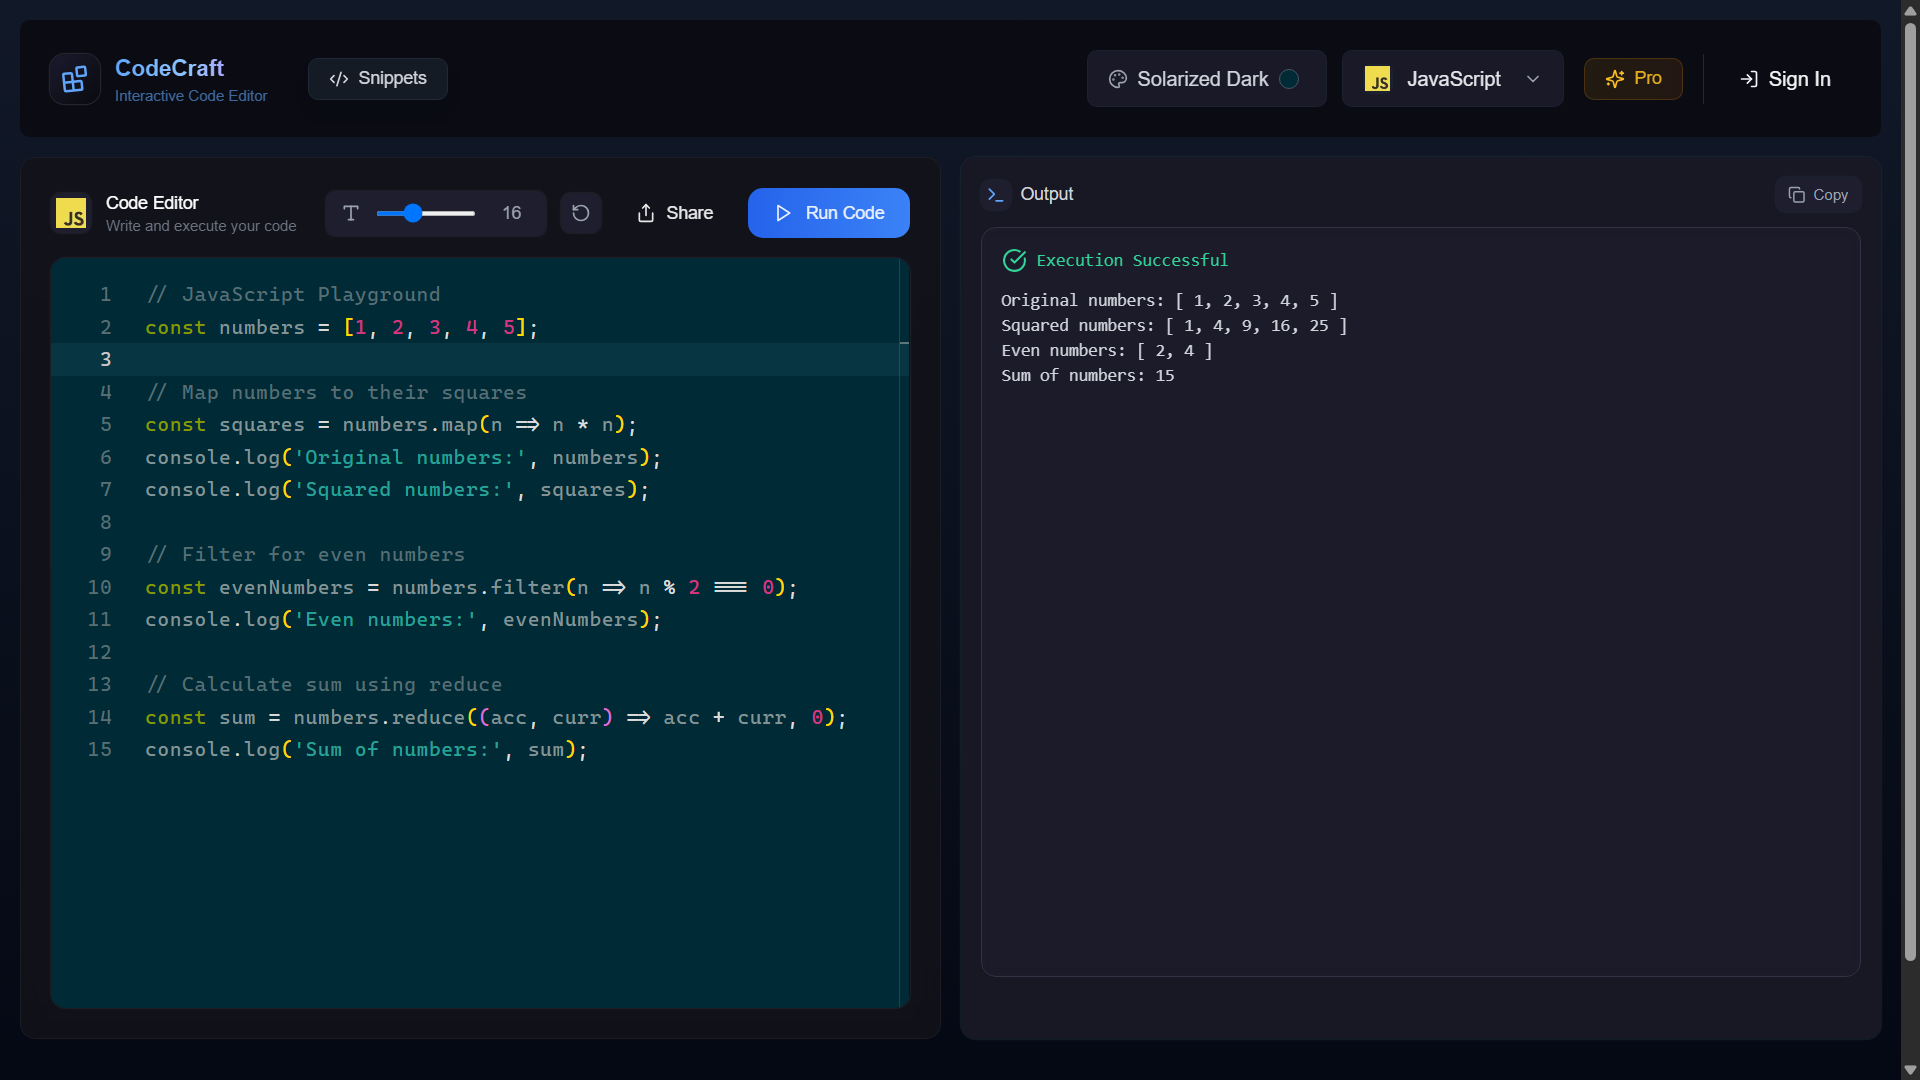 CodeCraft
Interactive Code Editor
</> Snippets
Solarized Dark
JS JavaScript
Pro
Sign In
JS
Code Editor
Write and execute your code
16
Share
Run Code
1 // JavaScript Playground
2 const numbers = [1, 2, 3, 4, 5];
3
4 // Map numbers to their squares
5 const squares = numbers.map(n => n * n);
6 console.log('Original numbers:', numbers);
7 console.log('Squared numbers:', squares);
8
9 // Filter for even numbers
10 const evenNumbers = numbers.filter(n => n % 2 === 0);
11 console.log('Even numbers:', evenNumbers);
12
13 // Calculate sum using reduce
14 const sum = numbers.reduce((acc, curr) => acc + curr, 0);
15 console.log('Sum of numbers:', sum);
Output
Copy
Execution Successful
Original numbers: [ 1, 2, 3, 4, 5 ]
Squared numbers: [ 1, 4, 9, 16, 25 ]
Even numbers: [ 2, 4 ]
Sum of numbers: 15